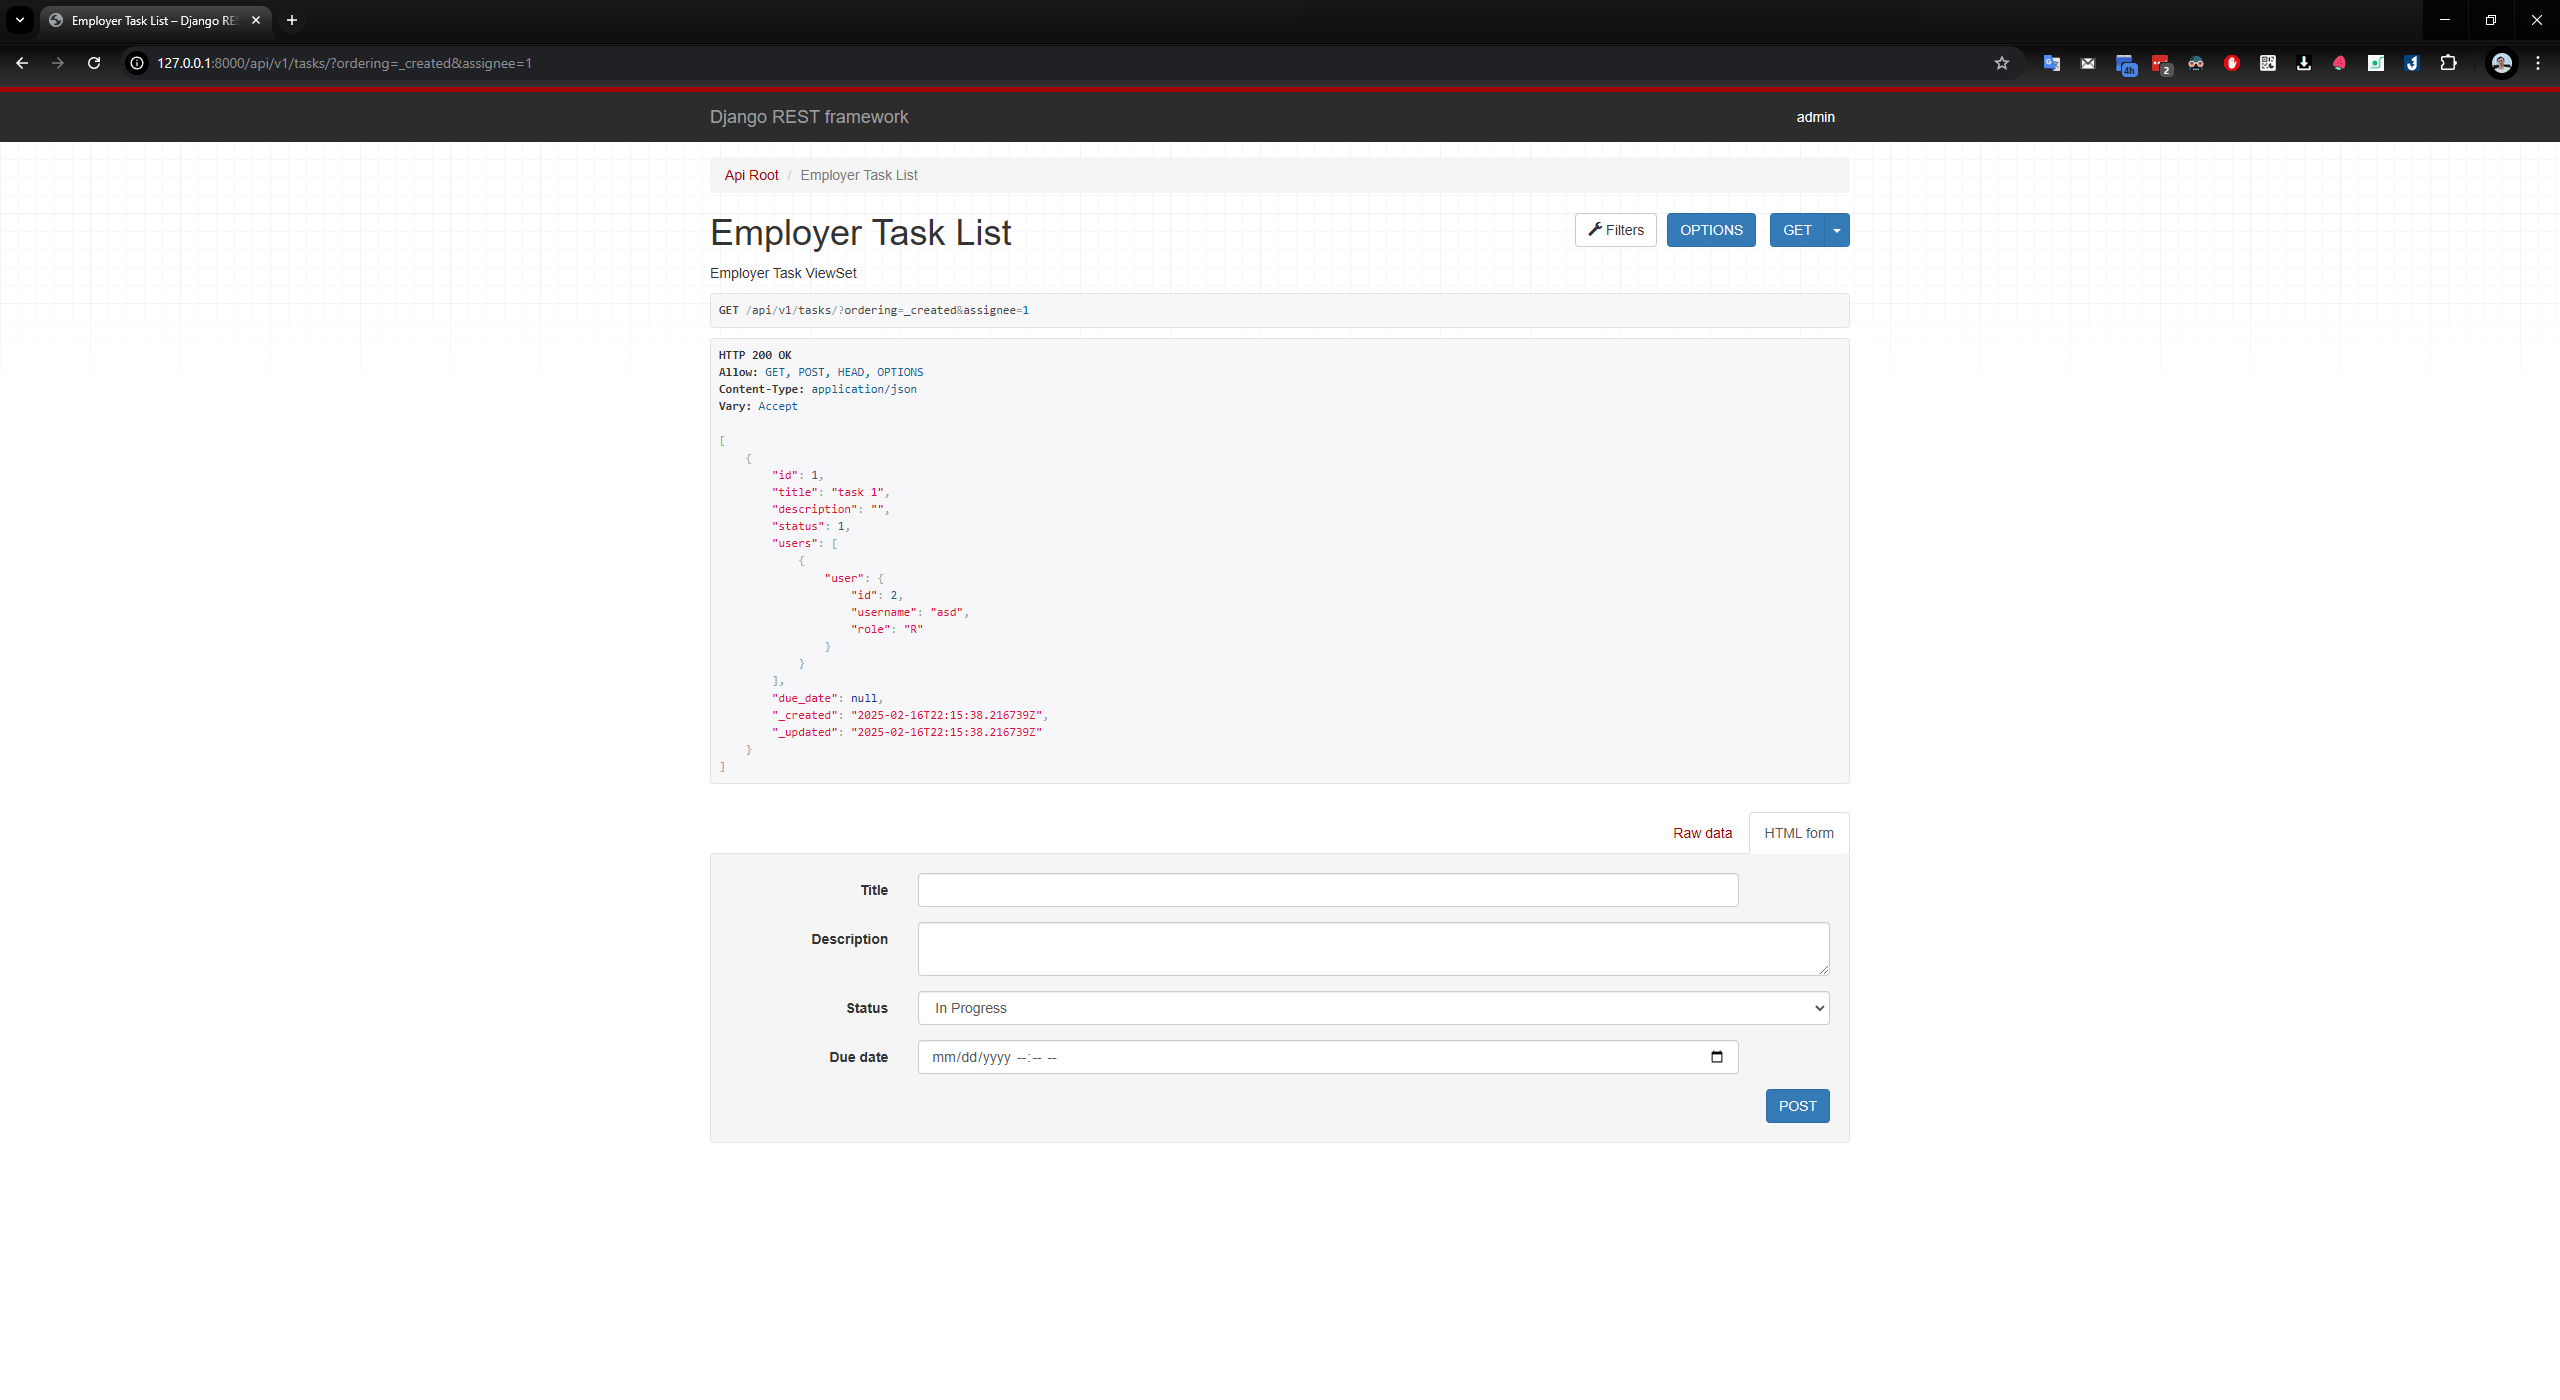 Employer Task List – Django RE
127.0.0.1:8000/api/v1/tasks/?ordering=_created&assignee=1
4h
2
Django REST framework
admin
Api Root / Employer Task List
Employer Task List
Filters
OPTIONS
GET
Employer Task ViewSet
GET /api/v1/tasks/?ordering=_created&assignee=1
HTTP 200 OK
Allow: GET, POST, HEAD, OPTIONS
Content-Type: application/json
Vary: Accept
[
    {
        "id": 1,
        "title": "task 1",
        "description": "",
        "status": 1,
        "users": [
            {
                "user": {
                    "id": 2,
                    "username": "asd",
                    "role": "R"
                }
            }
        ],
        "due_date": null,
        "_created": "2025-02-16T22:15:38.216739Z",
        "_updated": "2025-02-16T22:15:38.216739Z"
    }
]
Raw data
HTML form
Title
Description
Status
In Progress
Due date
mm/dd/yyyy --:-- --
POST